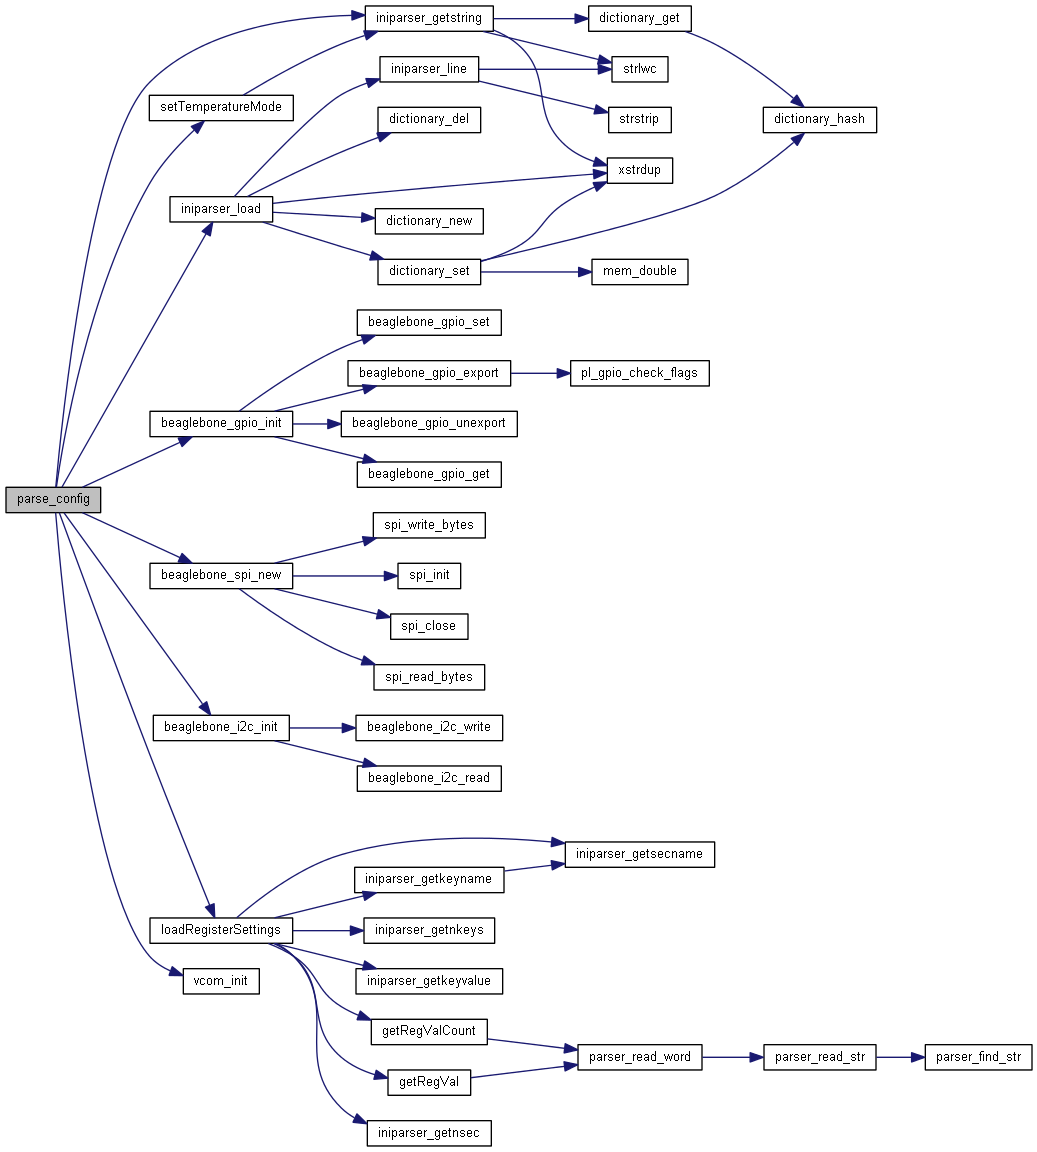 iniparser_getstring
dictionary_get
iniparser_line
strlwc
setTemperatureMode
dictionary_del
strstrip
dictionary_hash
xstrdup
iniparser_load
dictionary_new
dictionary_set
mem_double
beaglebone_gpio_set
beaglebone_gpio_export
pl_gpio_check_flags
beaglebone_gpio_init
beaglebone_gpio_unexport
beaglebone_gpio_get
parse_config
spi_write_bytes
beaglebone_spi_new
spi_init
spi_close
spi_read_bytes
beaglebone_i2c_init
beaglebone_i2c_write
beaglebone_i2c_read
iniparser_getsecname
iniparser_getkeyname
loadRegisterSettings
iniparser_getnkeys
vcom_init
iniparser_getkeyvalue
getRegValCount
parser_read_word
parser_read_str
parser_find_str
getRegVal
iniparser_getnsec